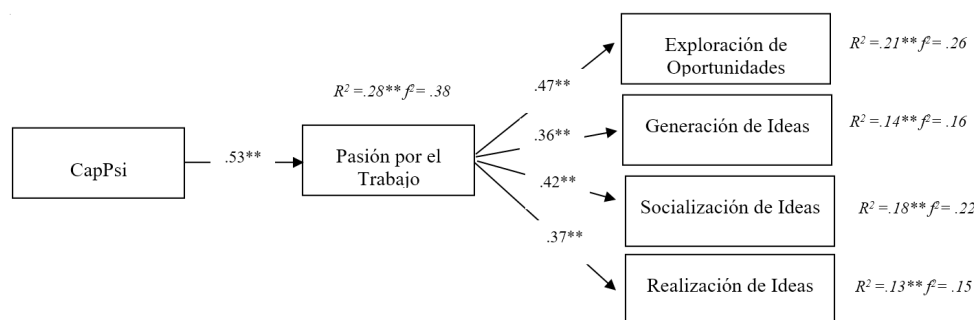 Exploración de
Oportunidades
R² =.21** f²= .26
R² =.28** f²= .38
.47**
Generación de Ideas
R² =.14** f²= .16
.36**
CapPsi
.53**
Pasión por el
Trabajo
.42**
Socialización de Ideas
R² =.18** f²= .22
.37**
Realización de Ideas
R² =.13** f²= .15